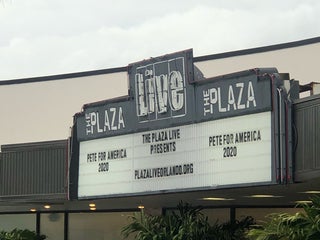 THE PLAZA
Live
THE PLAZA
PETE FOR AMERICA
2020
THE PLAZA LIVE
PRESENTS
PLAZALIVEORLANDO.ORG
PETE FOR AMERICA
2020